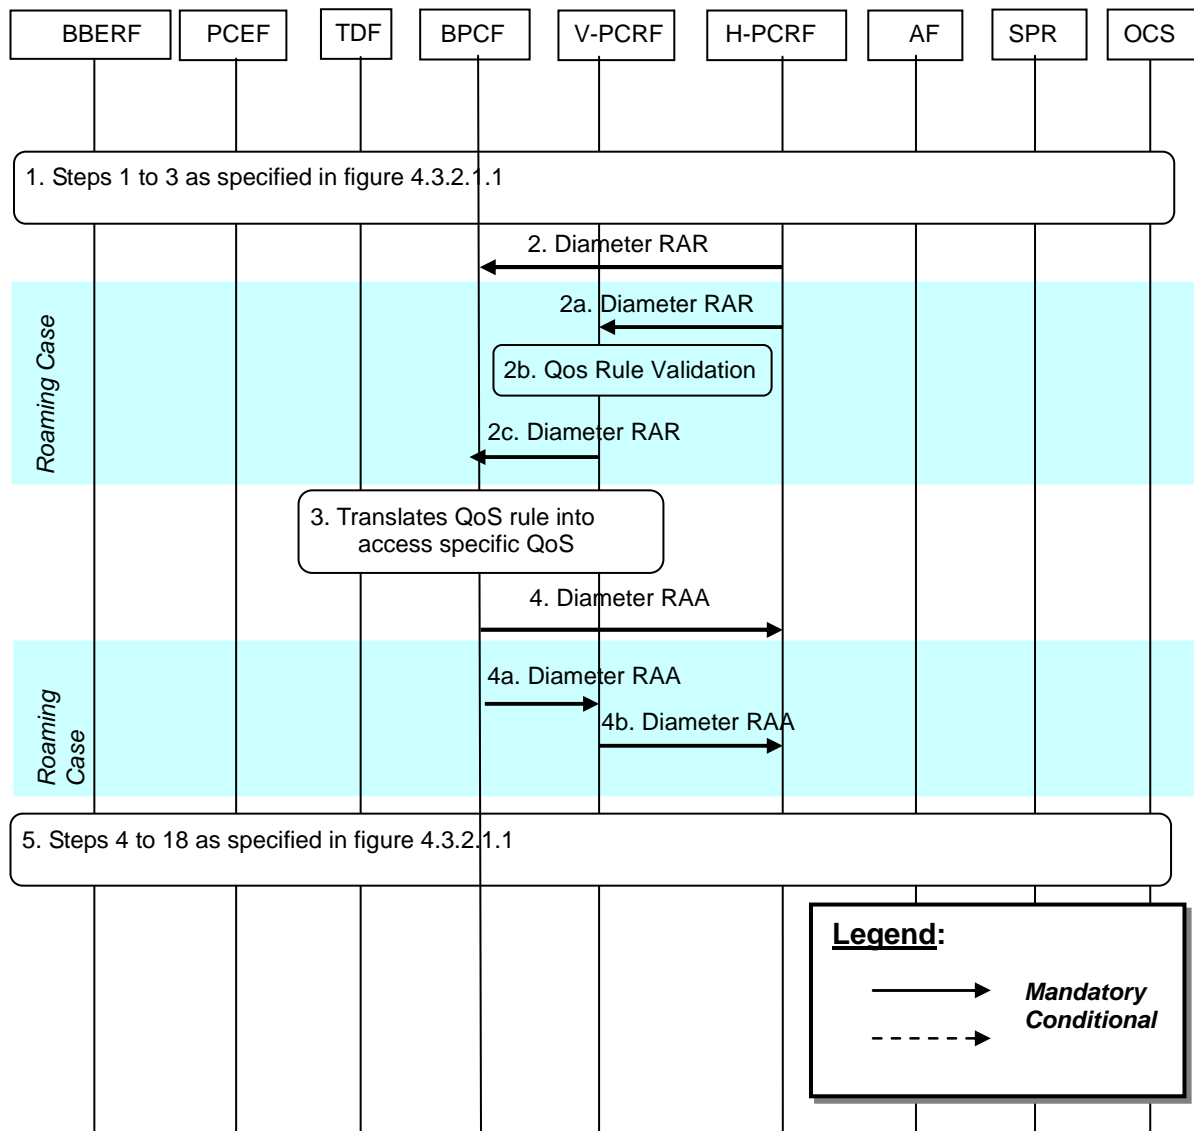 BBERF PCEF TDF BPCF V-PCRF H-PCRF AF SPR OCS
1. Steps 1 to 3 as specified in figure 4.3.2.1.1
2. Diameter RAR
Roaming Case
2a. Diameter RAR
2b. Qos Rule Validation
2c. Diameter RAR
3. Translates QoS rule into
access specific QoS
4. Diameter RAA
Roaming
Case
4a. Diameter RAA
4b. Diameter RAA
5. Steps 4 to 18 as specified in figure 4.3.2.1.1
Legend:
Mandatory
Conditional